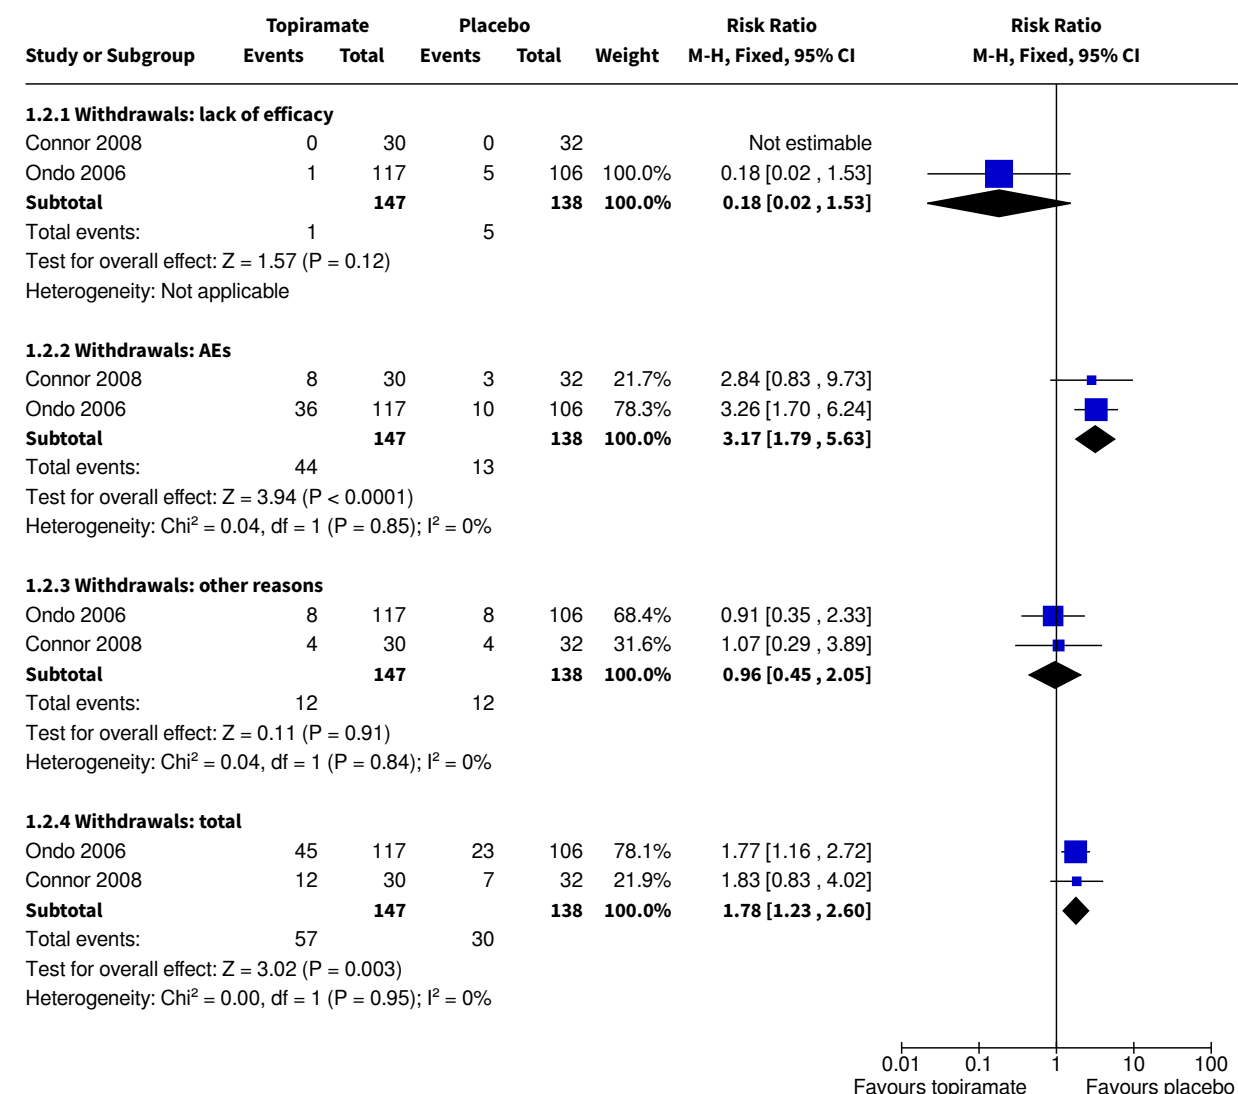 Topiramate Placebo Risk Ratio Risk Ratio
Study or Subgroup Events Total Events Total Weight M-H, Fixed, 95% CI M-H, Fixed, 95% CI
1.2.1 Withdrawals: lack of efficacy
Connor 2008 0 30 0 32 Not estimable
Ondo 2006 1 117 5 106 100.0% 0.18 [0.02 , 1.53]
Subtotal 147 138 100.0% 0.18 [0.02 , 1.53]
Total events: 1 5
Test for overall effect: Z = 1.57 (P = 0.12)
Heterogeneity: Not applicable
1.2.2 Withdrawals: AEs
Connor 2008 8 30 3 32 21.7% 2.84 [0.83 , 9.73]
Ondo 2006 36 117 10 106 78.3% 3.26 [1.70 , 6.24]
Subtotal 147 138 100.0% 3.17 [1.79 , 5.63]
Total events: 44 13
Test for overall effect: Z = 3.94 (P < 0.0001)
Heterogeneity: Chi² = 0.04, df = 1 (P = 0.85); I² = 0%
1.2.3 Withdrawals: other reasons
Ondo 2006 8 117 8 106 68.4% 0.91 [0.35 , 2.33]
Connor 2008 4 30 4 32 31.6% 1.07 [0.29 , 3.89]
Subtotal 147 138 100.0% 0.96 [0.45 , 2.05]
Total events: 12 12
Test for overall effect: Z = 0.11 (P = 0.91)
Heterogeneity: Chi² = 0.04, df = 1 (P = 0.84); I² = 0%
1.2.4 Withdrawals: total
Ondo 2006 45 117 23 106 78.1% 1.77 [1.16 , 2.72]
Connor 2008 12 30 7 32 21.9% 1.83 [0.83 , 4.02]
Subtotal 147 138 100.0% 1.78 [1.23 , 2.60]
Total events: 57 30
Test for overall effect: Z = 3.02 (P = 0.003)
Heterogeneity: Chi² = 0.00, df = 1 (P = 0.95); I² = 0%
0.01 0.1 1 10 100
Favours topiramate Favours placebo